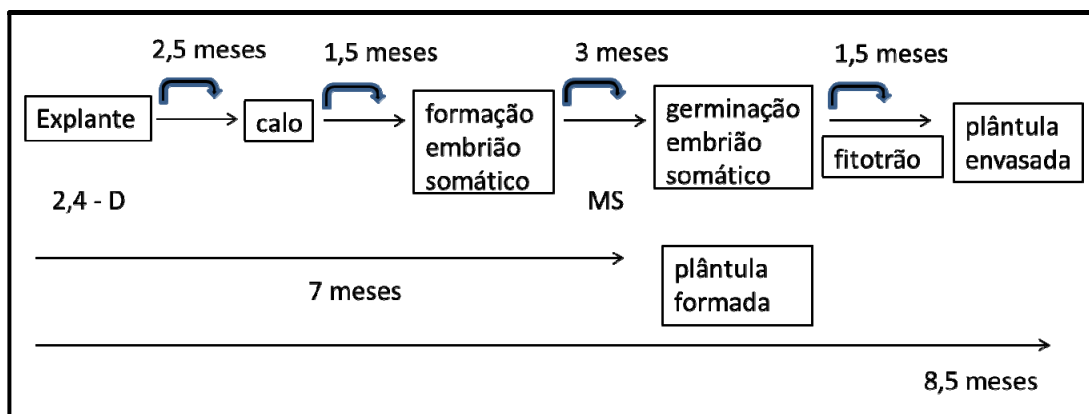 2,5 meses
1,5 meses
3 meses
1,5 meses
Explante
calo
formação
embrião
somático
germinação
embrião
somático
fitotrão
plântula
envasada
2,4 - D
MS
7 meses
plântula
formada
8,5 meses